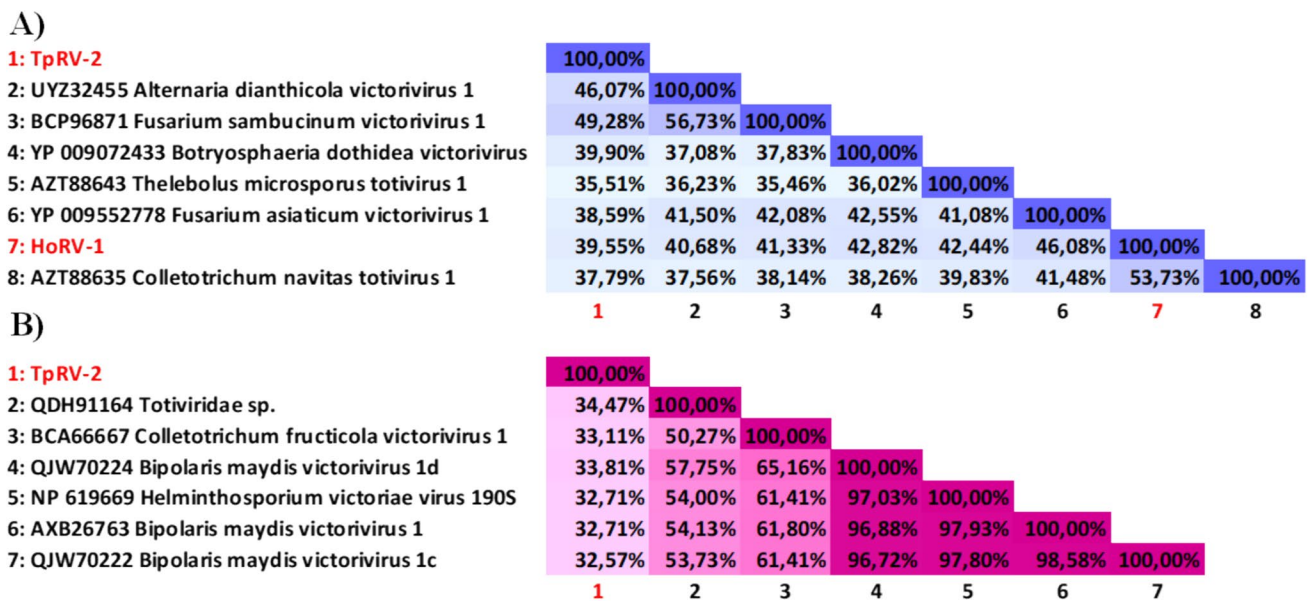 A)
1: TpRV-2 100,00%
2: UYZ32455 Alternaria dianthicola victorivirus 1 46,07% 100,00%
3: BCP96871 Fusarium sambucinum victorivirus 1 49,28% 56,73% 100,00%
4: YP 009072433 Botryosphaeria dothidea victorivirus 39,90% 37,08% 37,83% 100,00%
5: AZT88643 Thelebolus microsporus totivirus 1 35,51% 36,23% 35,46% 36,02% 100,00%
6: YP 009552778 Fusarium asiaticum victorivirus 1 38,59% 41,50% 42,08% 42,55% 41,08% 100,00%
7: HoRV-1 39,55% 40,68% 41,33% 42,82% 42,44% 46,08% 100,00%
8: AZT88635 Colletotrichum navitas totivirus 1 37,79% 37,56% 38,14% 38,26% 39,83% 41,48% 53,73% 100,00%
1 2 3 4 5 6 7 8
B)
1: TpRV-2 100,00%
2: QDH91164 Totiviridae sp. 34,47% 100,00%
3: BCA66667 Colletotrichum fructicola victorivirus 1 33,11% 50,27% 100,00%
4: QJW70224 Bipolaris maydis victorivirus 1d 33,81% 57,75% 65,16% 100,00%
5: NP 619669 Helminthosporium victoriae virus 190S 32,71% 54,00% 61,41% 97,03% 100,00%
6: AXB26763 Bipolaris maydis victorivirus 1 32,71% 54,13% 61,80% 96,88% 97,93% 100,00%
7: QJW70222 Bipolaris maydis victorivirus 1c 32,57% 53,73% 61,41% 96,72% 97,80% 98,58% 100,00%
1 2 3 4 5 6 7